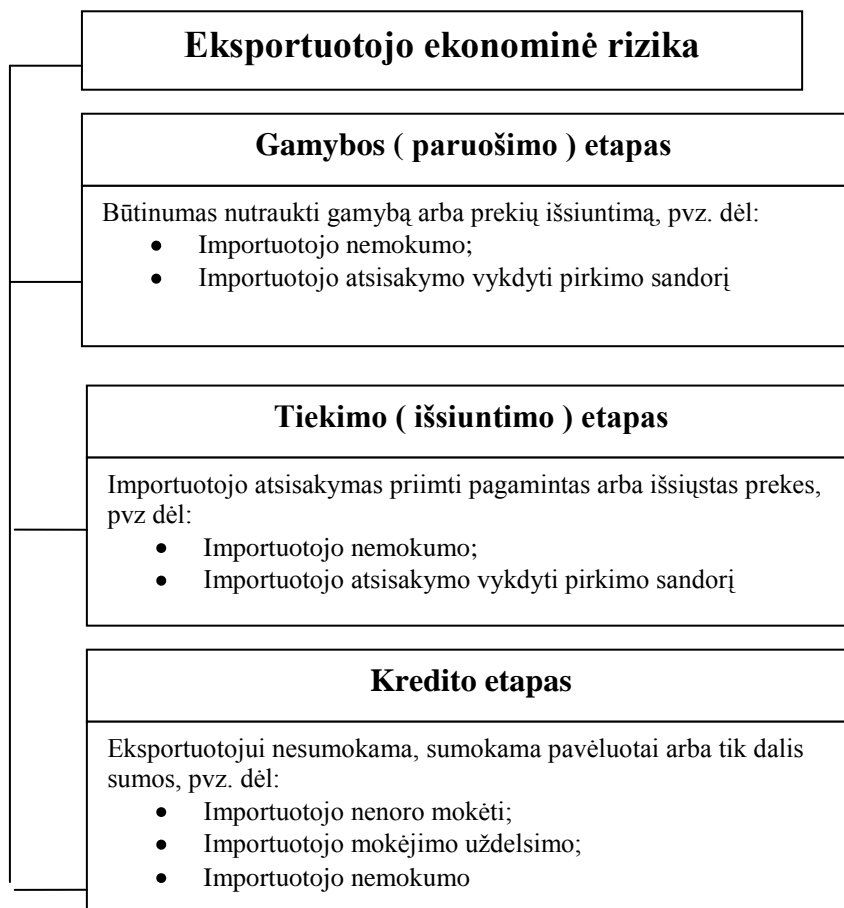 Eksportuotojo ekonominė rizika
Gamybos ( paruošimo ) etapas
Būtinumas nutraukti gamybą arba prekių išsiuntimą, pvz. dėl:
• Importuotojo nemokumo;
• Importuotojo atsisakymo vykdyti pirkimo sandorį
Tiekimo ( išsiuntimo ) etapas
Importuotojo atsisakymas priimti pagamintas arba išsiųstas prekes,
pvz dėl:
• Importuotojo nemokumo;
• Importuotojo atsisakymo vykdyti pirkimo sandorį
Kredito etapas
Eksportuotojui nesumokama, sumokama pavėluotai arba tik dalis
sumos, pvz. dėl:
• Importuotojo nenoro mokėti;
• Importuotojo mokėjimo uždelsimo;
• Importuotojo nemokumo